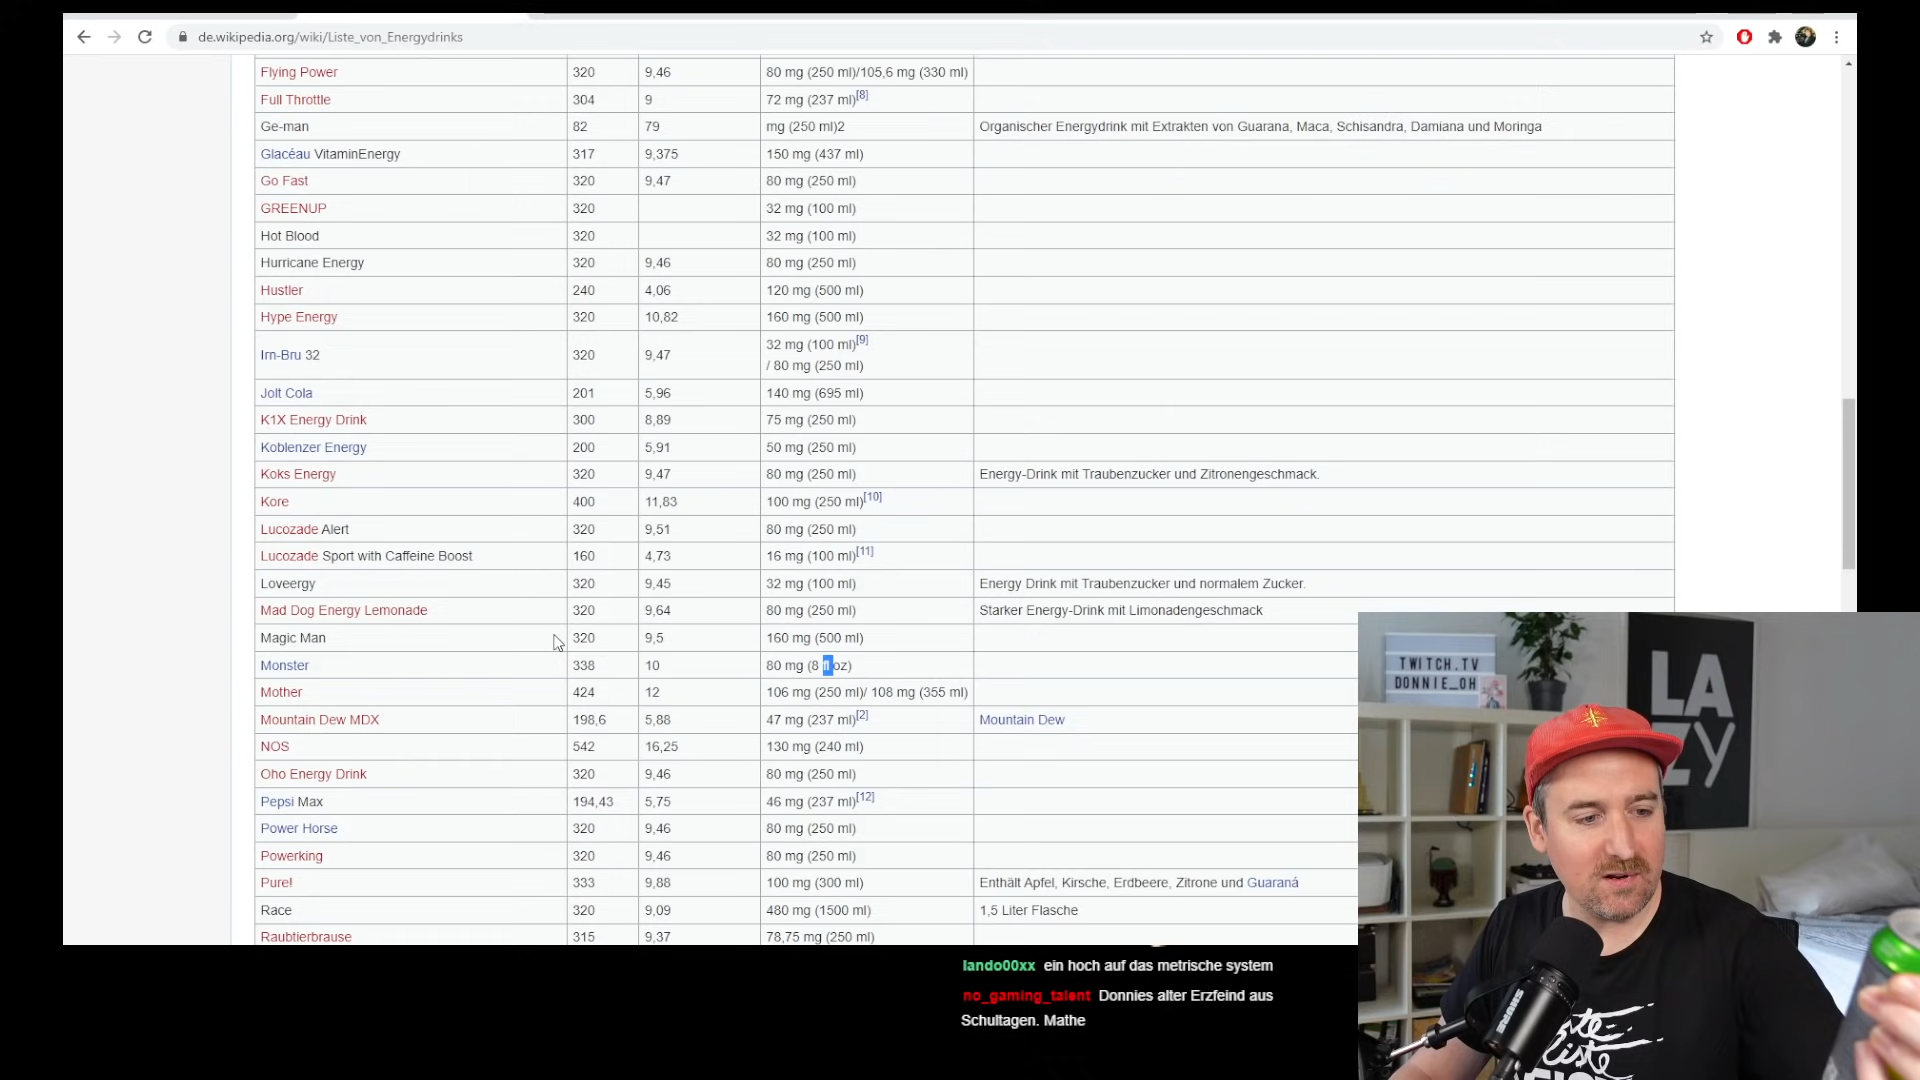 de.wikipedia.org/wiki/Liste_von_Energydrinks
Flying Power 320 9,46 80 mg (250 ml)/105,6 mg (330 ml)
Full Throttle 304 9 72 mg (237 ml)[8]
Ge-man 82 79 mg (250 ml)2 Organischer Energydrink mit Extrakten von Guarana, Maca, Schisandra, Damiana und Moringa
Glacéau VitaminEnergy 317 9,375 150 mg (437 ml)
Go Fast 320 9,47 80 mg (250 ml)
GREENUP 320 32 mg (100 ml)
Hot Blood 320 32 mg (100 ml)
Hurricane Energy 320 9,46 80 mg (250 ml)
Hustler 240 4,06 120 mg (500 ml)
Hype Energy 320 10,82 160 mg (500 ml)
Irn-Bru 32 320 9,47 32 mg (100 ml)[9]
/ 80 mg (250 ml)
Jolt Cola 201 5,96 140 mg (695 ml)
K1X Energy Drink 300 8,89 75 mg (250 ml)
Koblenzer Energy 200 5,91 50 mg (250 ml)
Koks Energy 320 9,47 80 mg (250 ml) Energy-Drink mit Traubenzucker und Zitronengeschmack.
Kore 400 11,83 100 mg (250 ml)[10]
Lucozade Alert 320 9,51 80 mg (250 ml)
Lucozade Sport with Caffeine Boost 160 4,73 16 mg (100 ml)[11]
Loveergy 320 9,45 32 mg (100 ml) Energy Drink mit Traubenzucker und normalem Zucker.
Mad Dog Energy Lemonade 320 9,64 80 mg (250 ml) Starker Energy-Drink mit Limonadengeschmack
Magic Man 320 9,5 160 mg (500 ml)
Monster 338 10 80 mg (8 fl oz)
Mother 424 12 106 mg (250 ml)/ 108 mg (355 ml)
Mountain Dew MDX 198,6 5,88 47 mg (237 ml)[2] Mountain Dew
NOS 542 16,25 130 mg (240 ml)
Oho Energy Drink 320 9,46 80 mg (250 ml)
Pepsi Max 194,43 5,75 46 mg (237 ml)[12]
Power Horse 320 9,46 80 mg (250 ml)
Powerking 320 9,46 80 mg (250 ml)
Pure! 333 9,88 100 mg (300 ml) Enthält Apfel, Kirsche, Erdbeere, Zitrone und Guaraná
Race 320 9,09 480 mg (1500 ml) 1,5 Liter Flasche
Raubtierbrause 315 9,37 78,75 mg (250 ml)
TWITCH.TV
DONNIE_OH
LA
ZY
SHURE
liste
lando00xx ein hoch auf das metrische system
no_gaming_talent Donnies alter Erzfeind aus
Schultagen. Mathe